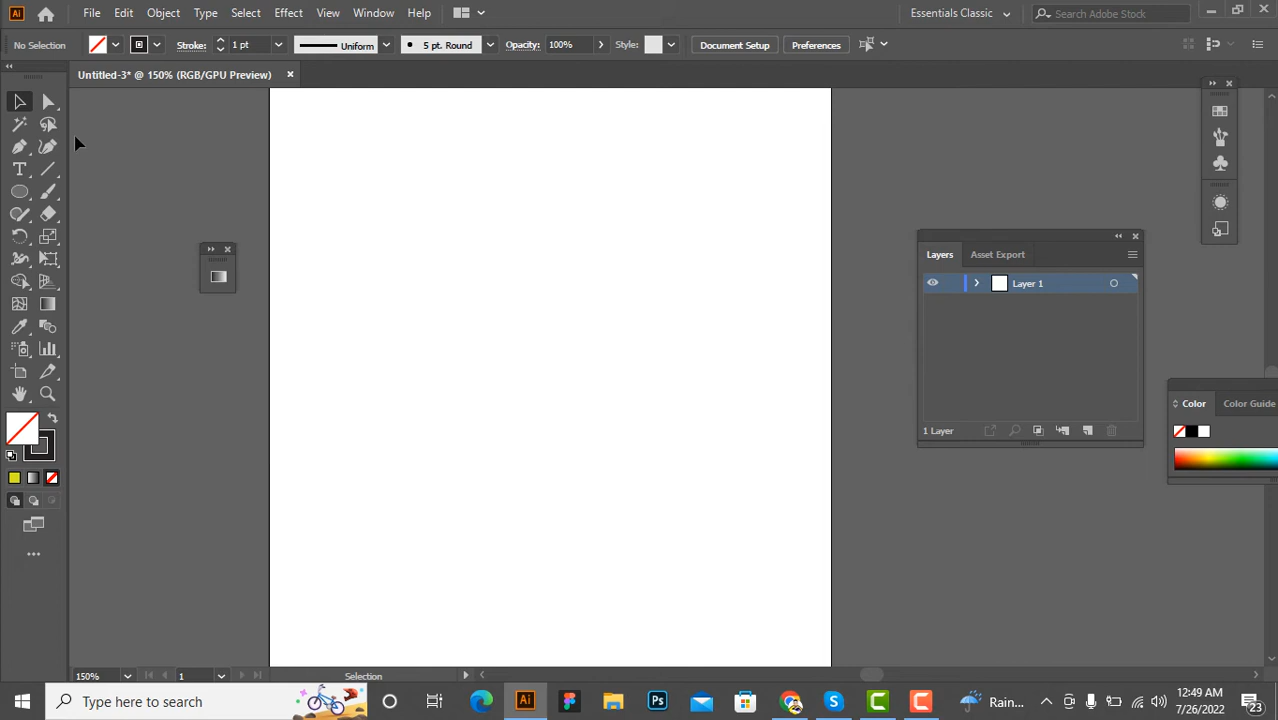 Ai File Edit Object Type Select Effect View Window Help Essentials Classic Search Adobe Stock
No Selection Stroke: 1 pt Uniform 5 pt. Round Opacity: 100% Style: Document Setup Preferences
Untitled-3* @ 150% (RGB/GPU Preview)
T
Layers Asset Export
Layer 1
1 Layer
Color Color Guide
150% 1 Selection
Type here to search Ai Ps Rain... 12:49 AM
7/26/2022 23